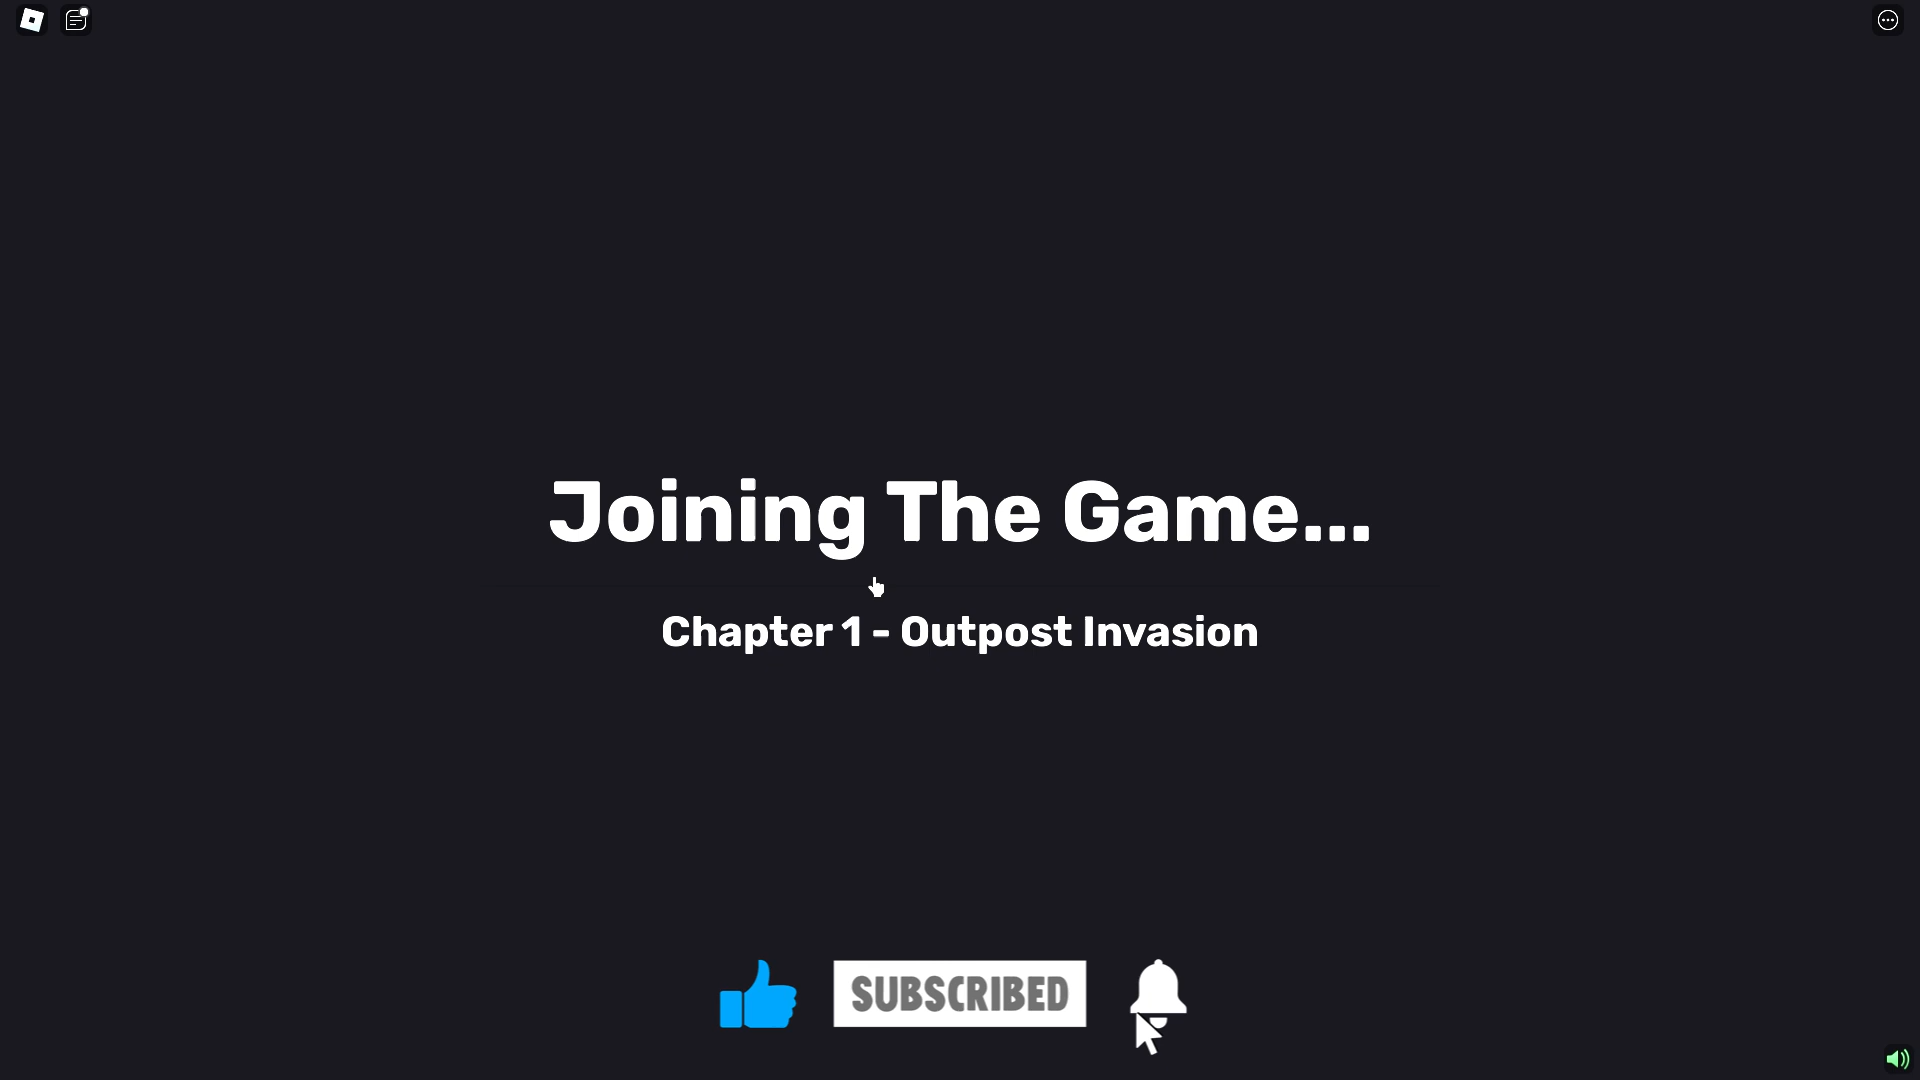 Joining The Game...
Chapter 1 - Outpost Invasion
SUBSCRIBED